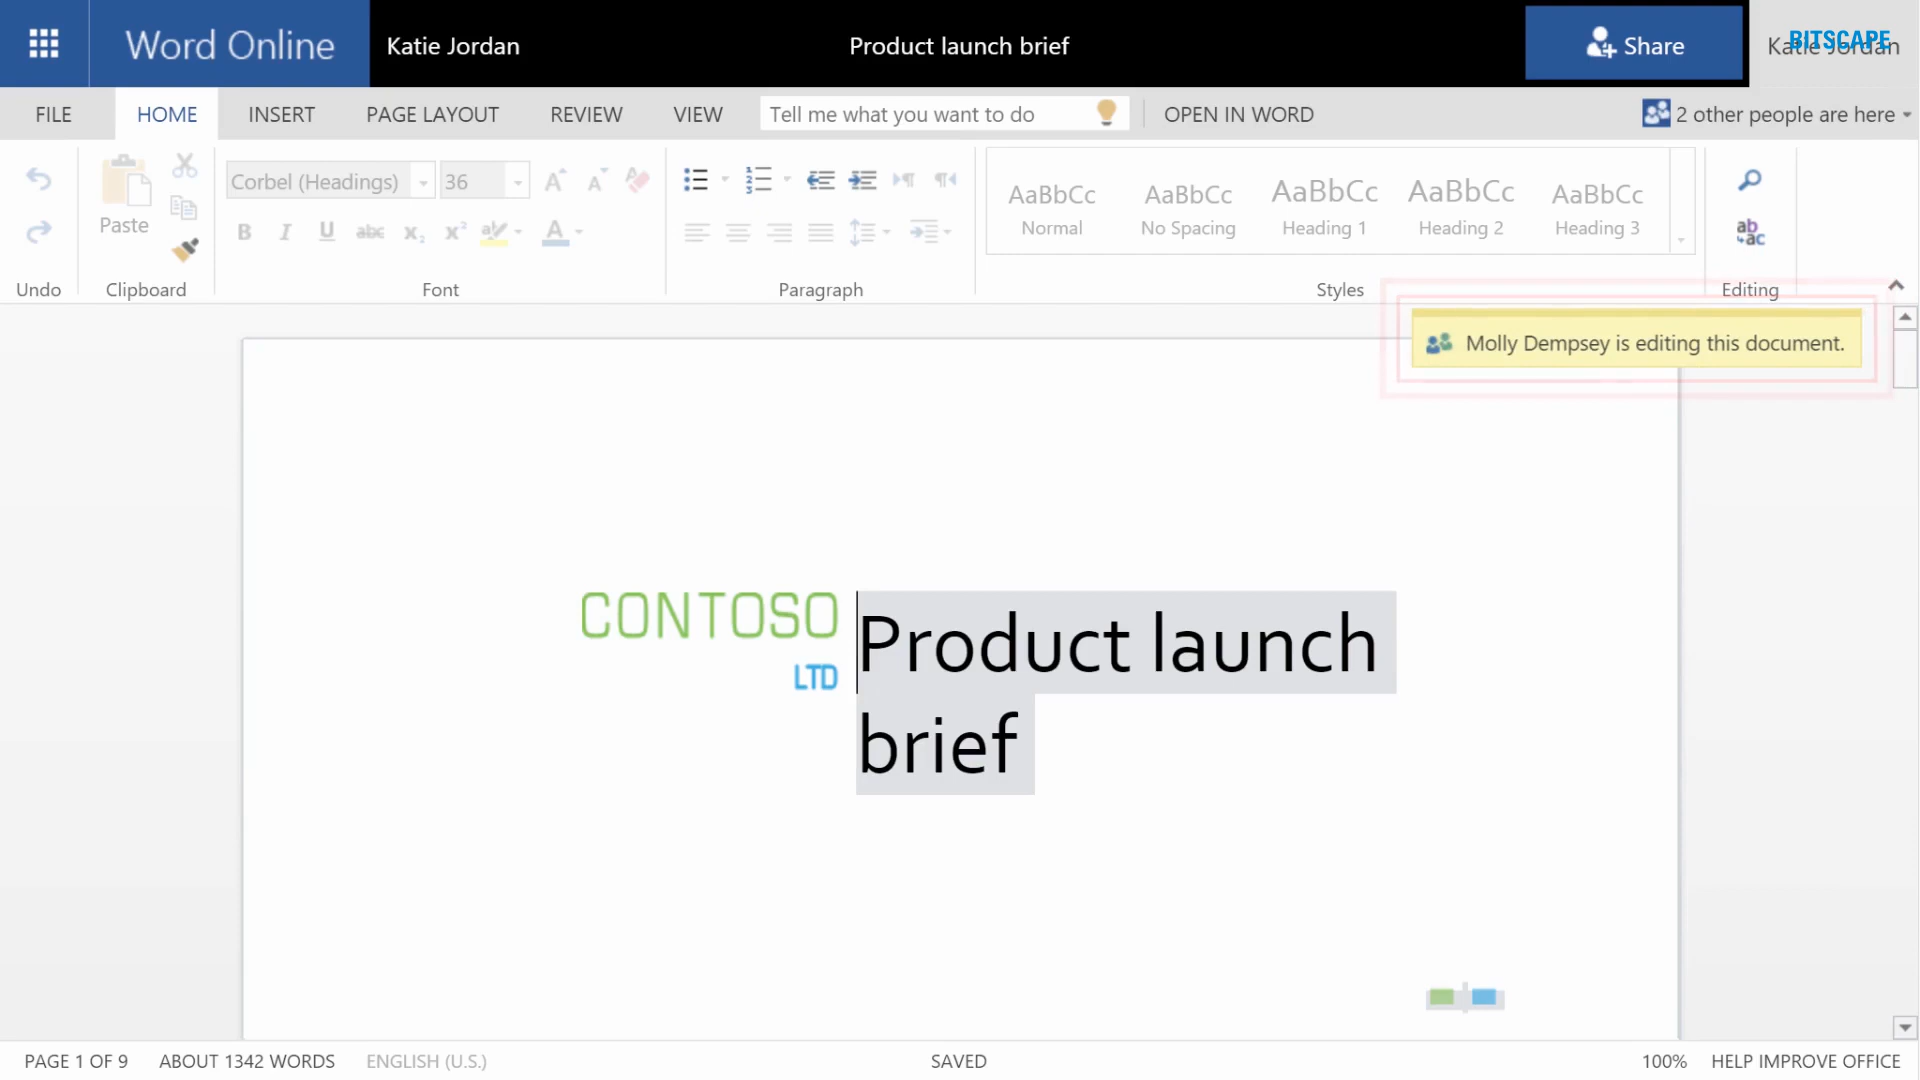 Word Online
Katie Jordan
Product launch brief
Share
Katie Jordan
BITSCAPE
FILE
HOME
INSERT
PAGE LAYOUT
REVIEW
VIEW
Tell me what you want to do
OPEN IN WORD
2 other people are here
Paste
Corbel (Headings)
36
AaBbCc
AaBbCc
AaBbCc
AaBbCc
AaBbCc
Normal
No Spacing
Heading 1
Heading 2
Heading 3
Undo
Clipboard
Font
Paragraph
Styles
Editing
Molly Dempsey is editing this document.
CONTOSO
LTD
Product launch
brief
PAGE 1 OF 9
ABOUT 1342 WORDS
ENGLISH (U.S.)
SAVED
100%
HELP IMPROVE OFFICE